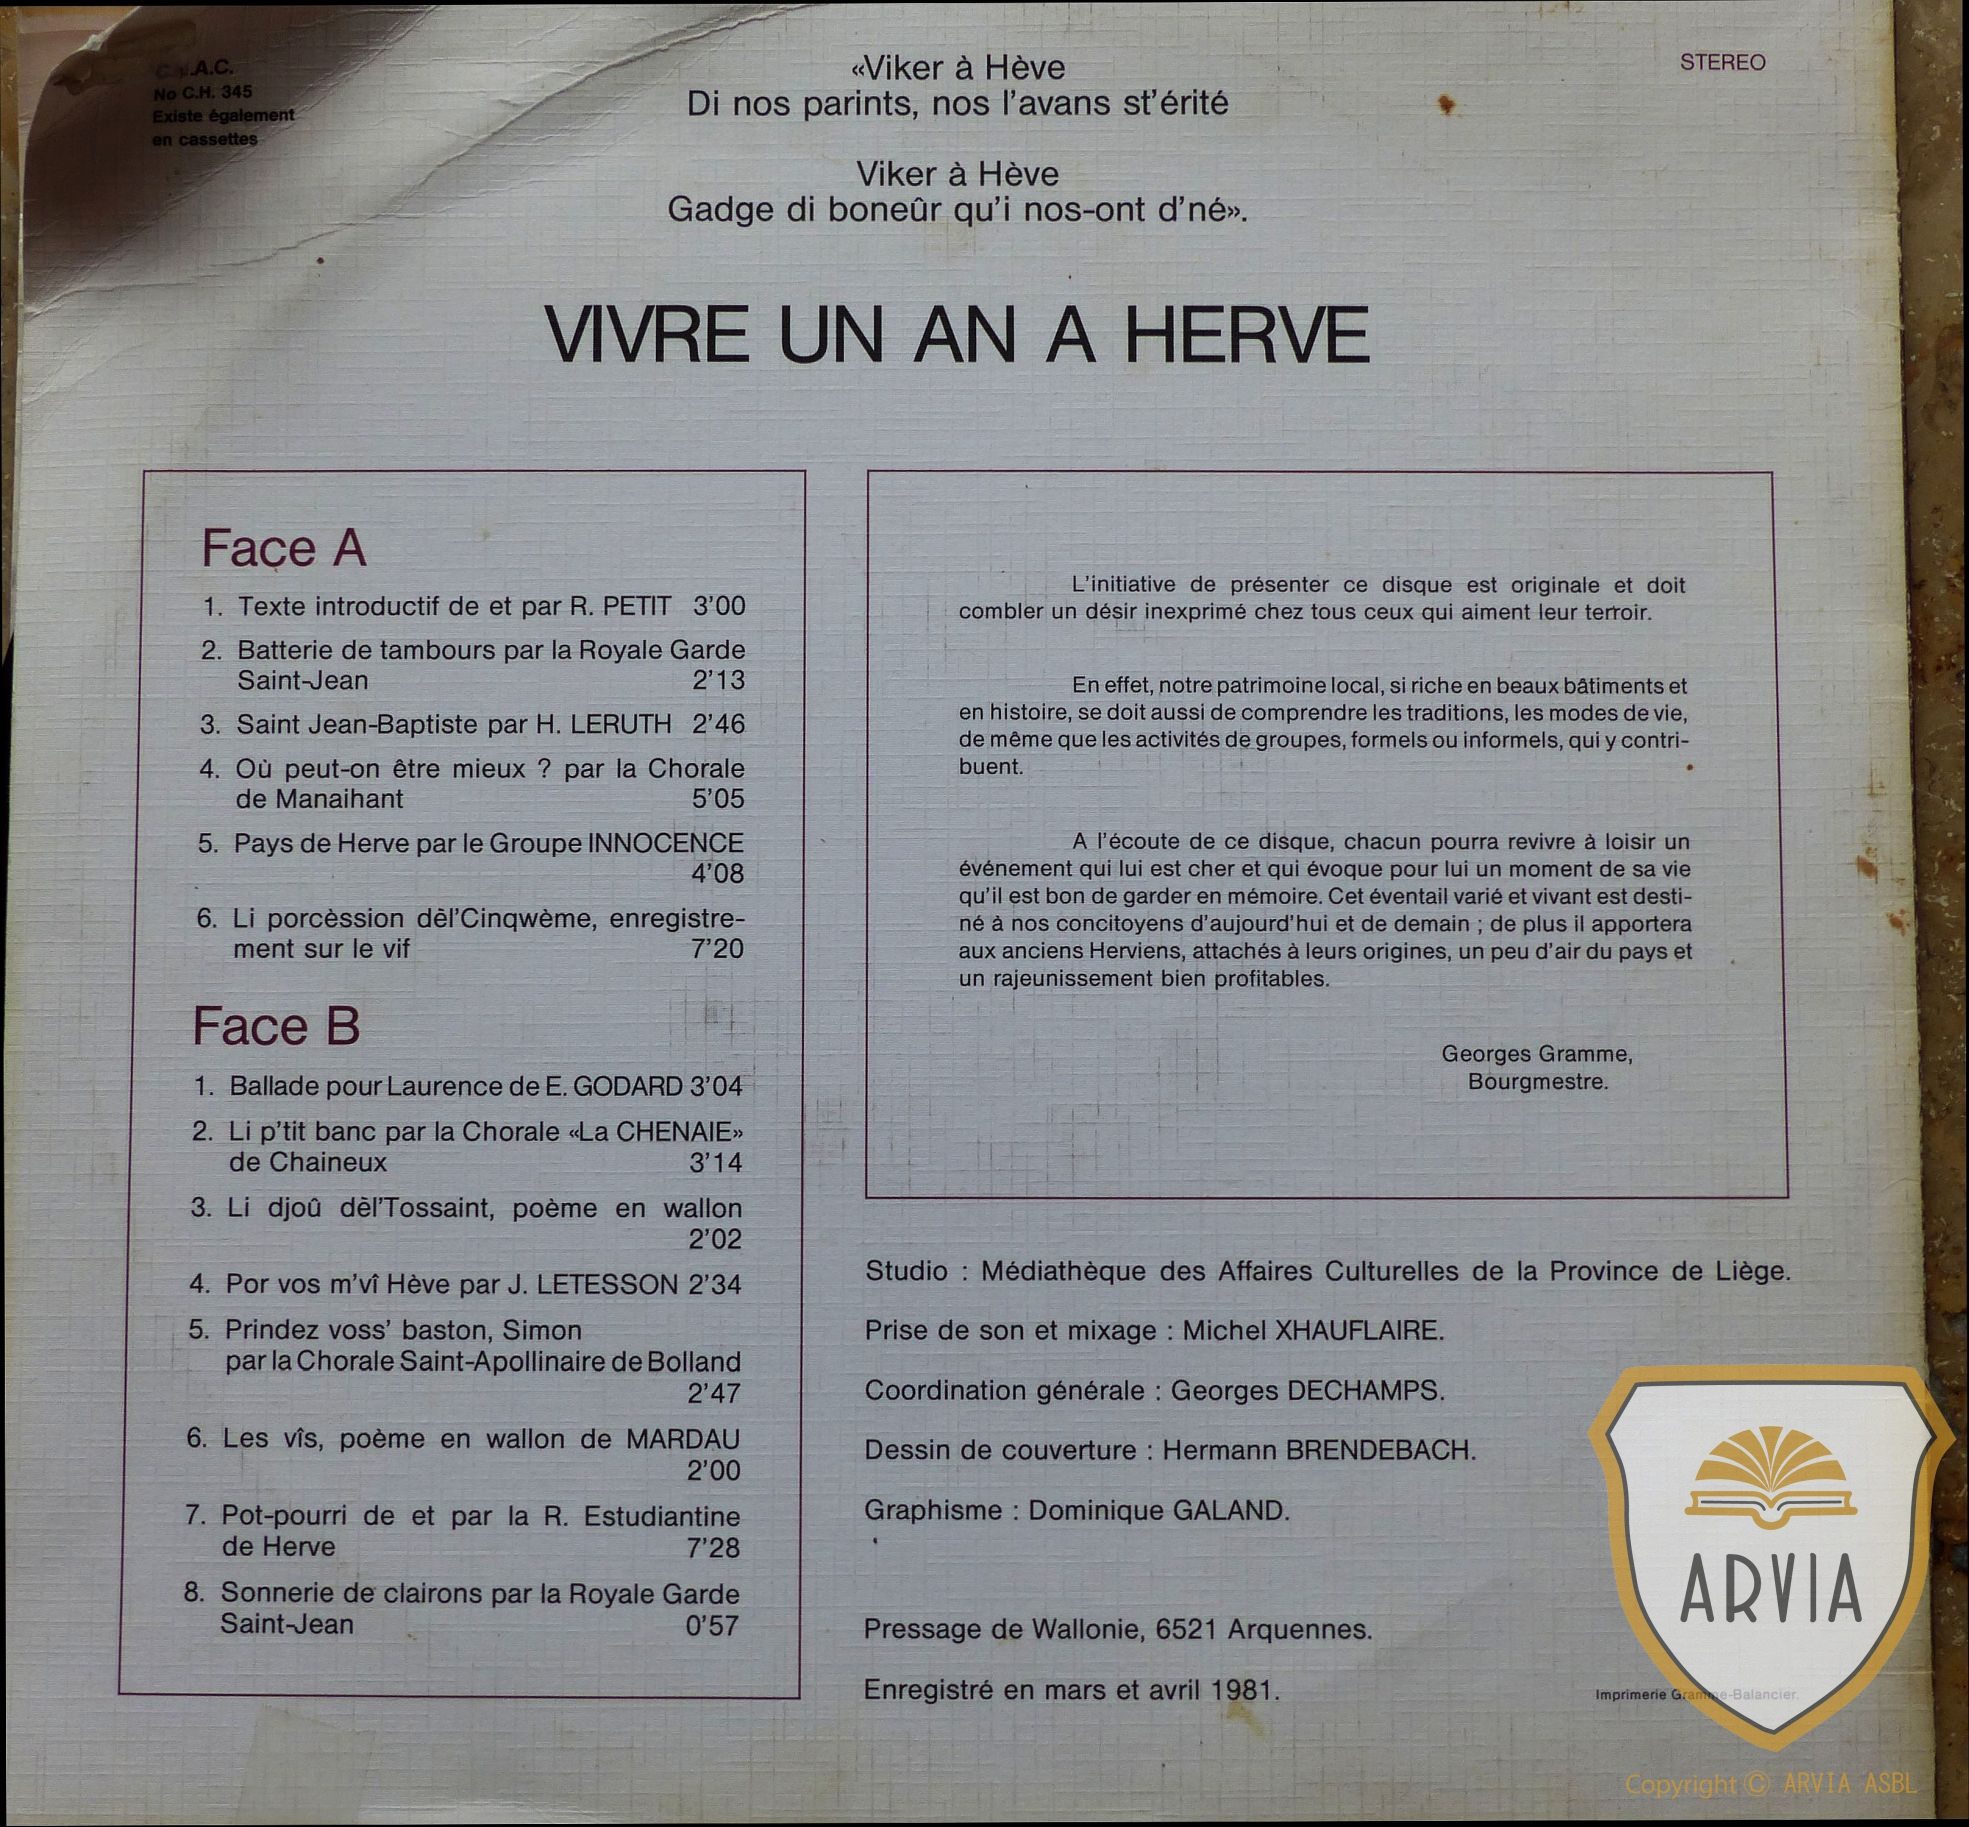 No C.H. 345
Existe également
en cassettes
«Viker à Hève
Di nos parints, nos l'avans st'érité
Viker à Hève
Gadge di boneûr qu'i nos-ont d'né».
STEREO
VIVRE UN AN A HERVE
Face A
1. Texte introductif de et par R. PETIT 3'00
2. Batterie de tambours par la Royale Garde
Saint-Jean 2'13
3. Saint Jean-Baptiste par H. LERUTH 2'46
4. Où peut-on être mieux ? par la Chorale
de Manaihant 5'05
5. Pays de Herve par le Groupe INNOCENCE
4'08
6. Li porcèssion dèl'Cinqwème, enregistre-
ment sur le vif 7'20
Face B
1. Ballade pour Laurence de E. GODARD 3'04
2. Li p'tit banc par la Chorale «La CHENAIE»
de Chaineux 3'14
3. Li djoû dèl'Tossaint, poème en wallon
2'02
4. Por vos m'vî Hève par J. LETESSON 2'34
5. Prindez voss' baston, Simon
par la Chorale Saint-Apollinaire de Bolland
2'47
6. Les vîs, poème en wallon de MARDAU
2'00
7. Pot-pourri de et par la R. Estudiantine
de Herve 7'28
8. Sonnerie de clairons par la Royale Garde
Saint-Jean 0'57
L'initiative de présenter ce disque est originale et doit
combler un désir inexprimé chez tous ceux qui aiment leur terroir.
En effet, notre patrimoine local, si riche en beaux bâtiments et
en histoire, se doit aussi de comprendre les traditions, les modes de vie,
de même que les activités de groupes, formels ou informels, qui y contri-
buent.
A l'écoute de ce disque, chacun pourra revivre à loisir un
événement qui lui est cher et qui évoque pour lui un moment de sa vie
qu'il est bon de garder en mémoire. Cet éventail varié et vivant est desti-
né à nos concitoyens d'aujourd'hui et de demain ; de plus il apportera
aux anciens Herviens, attachés à leurs origines, un peu d'air du pays et
un rajeunissement bien profitables.
Georges Gramme,
Bourgmestre.
Studio : Médiathèque des Affaires Culturelles de la Province de Liège.
Prise de son et mixage : Michel XHAUFLAIRE.
Coordination générale : Georges DECHAMPS.
Dessin de couverture : Hermann BRENDEBACH.
Graphisme : Dominique GALAND.
Pressage de Wallonie, 6521 Arquennes.
Enregistré en mars et avril 1981.
Imprimerie Gramme-Balancier.
ARVIA
Copyright © ARVIA ASBL